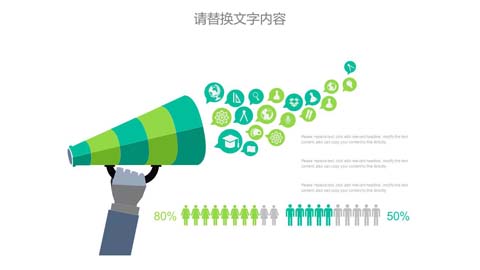 请替换文字内容
Please replace text, click add relevant headline, modify the text
content, also can copy your content to this directly.
Please replace text, click add relevant headline, modify the text
content, also can copy your content to this directly.
Please replace text, click add relevant headline, modify the text
content, also can copy your content to this directly.
80%
50%